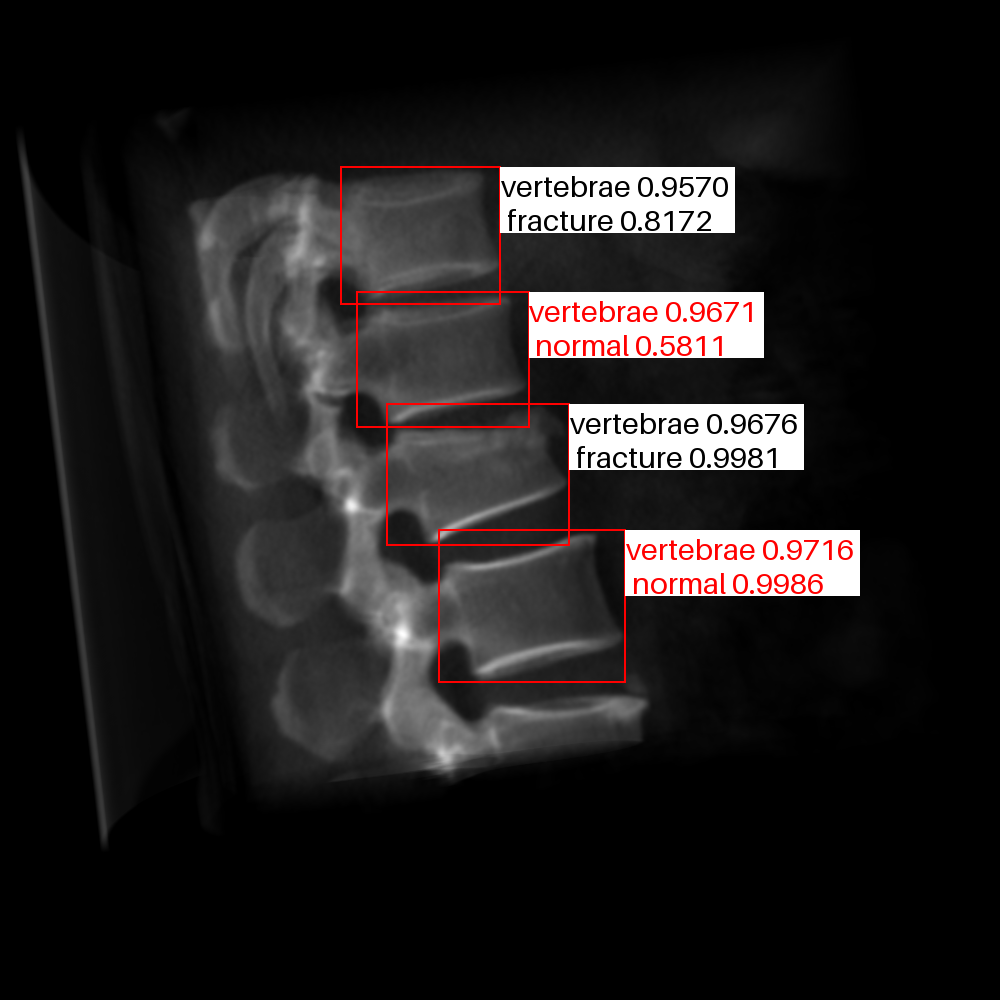 vertebrae 0.9570
fracture 0.8172
vertebrae 0.9671
normal 0.5811
vertebrae 0.9676
fracture 0.9981
vertebrae 0.9716
normal 0.9986